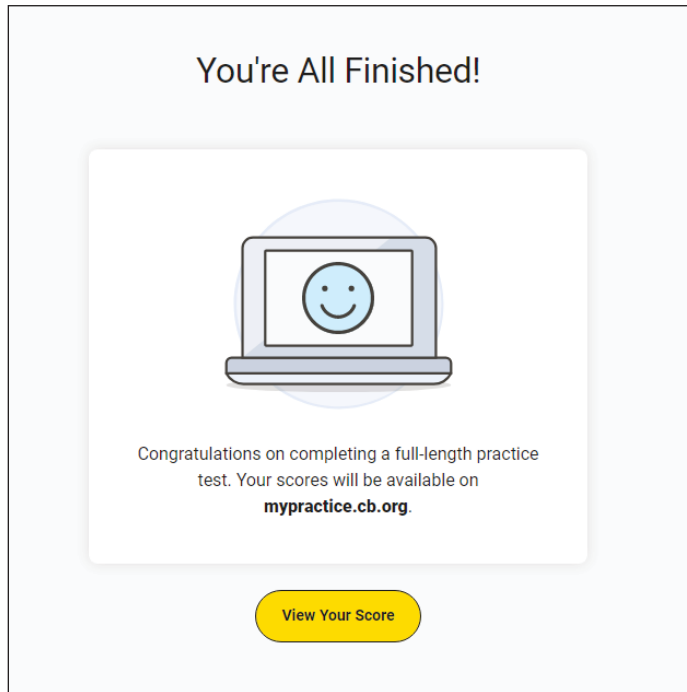 You're All Finished!
Congratulations on completing a full-length practice
test. Your scores will be available on
mypractice.cb.org.
View Your Score